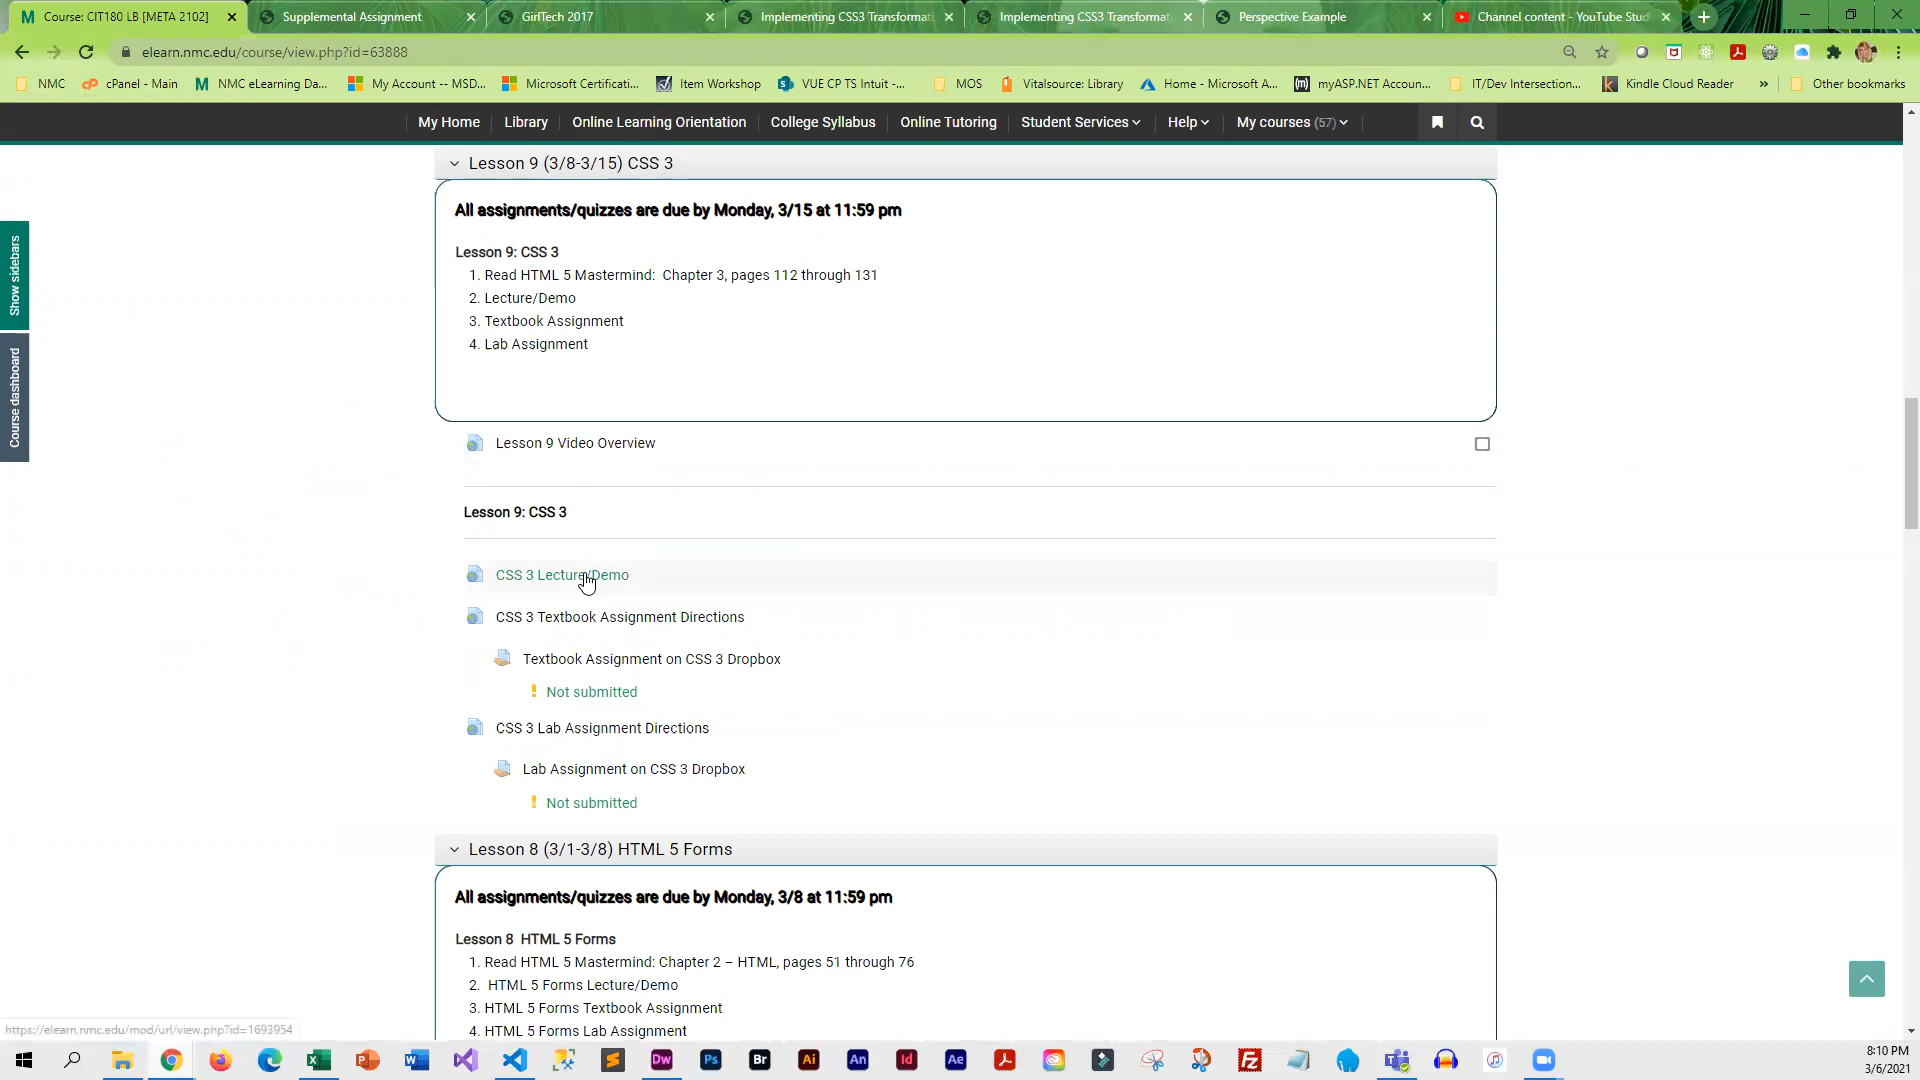 Course: CIT180 LB [META 2102]
Supplemental Assignment
GirlTech 2017
Implementing CSS3 Transformati
Implementing CSS3 Transformati
Perspective Example
Channel content - YouTube Stud
elearn.nmc.edu/course/view.php?id=63888
NMC
cPanel - Main
NMC eLearning Da...
My Account -- MSD...
Microsoft Certificati...
Item Workshop
VUE CP TS Intuit -...
MOS
Vitalsource: Library
Home - Microsoft A...
myASP.NET Accoun...
IT/Dev Intersection...
Kindle Cloud Reader
»
Other bookmarks
My Home
Library
Online Learning Orientation
College Syllabus
Online Tutoring
Student Services
Help
My courses (57)
Show sidebars
Course dashboard
Lesson 9 (3/8-3/15) CSS 3
All assignments/quizzes are due by Monday, 3/15 at 11:59 pm
Lesson 9: CSS 3
1. Read HTML 5 Mastermind: Chapter 3, pages 112 through 131
2. Lecture/Demo
3. Textbook Assignment
4. Lab Assignment
Lesson 9 Video Overview
Lesson 9: CSS 3
CSS 3 Lecture/Demo
CSS 3 Textbook Assignment Directions
Textbook Assignment on CSS 3 Dropbox
Not submitted
CSS 3 Lab Assignment Directions
Lab Assignment on CSS 3 Dropbox
Not submitted
Lesson 8 (3/1-3/8) HTML 5 Forms
All assignments/quizzes are due by Monday, 3/8 at 11:59 pm
Lesson 8 HTML 5 Forms
1. Read HTML 5 Mastermind: Chapter 2 – HTML, pages 51 through 76
2. HTML 5 Forms Lecture/Demo
3. HTML 5 Forms Textbook Assignment
4. HTML 5 Forms Lab Assignment
https://elearn.nmc.edu/mod/url/view.php?id=1693954
Dw
Ps
Br
Ai
An
Id
Ae
8:10 PM
3/6/2021